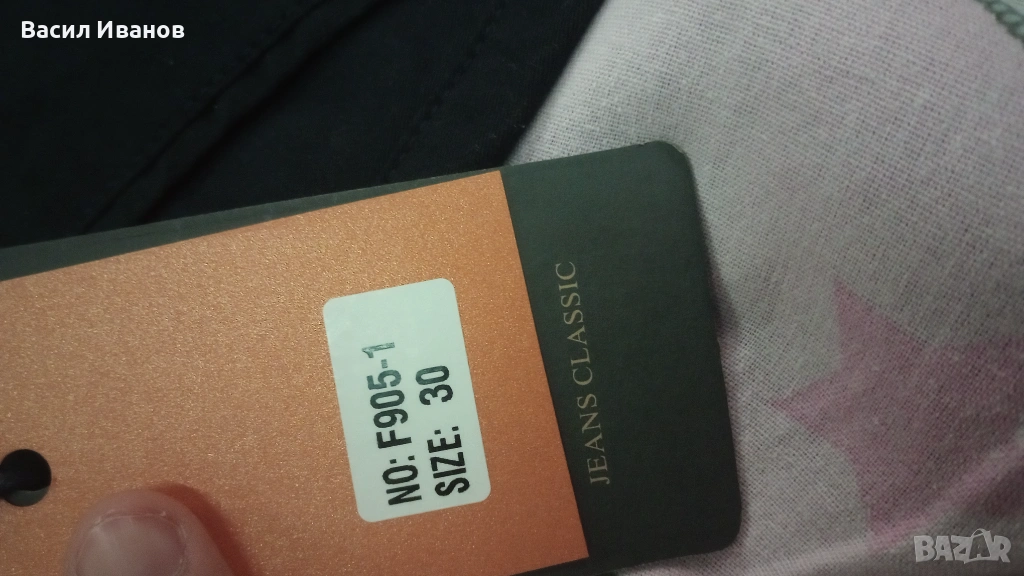 Васил Иванов
NO: F905-1
SIZE: 30
JEANS CLASSIC
BAZAR